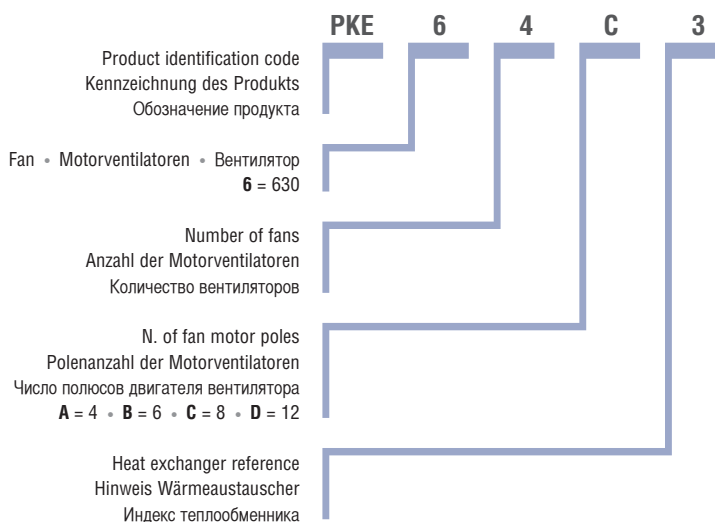 PKE 6 4 C 3
Product identification code
Kennzeichnung des Produkts
Обозначение продукта
Fan • Motorventilatoren • Вентилятор
6 = 630
Number of fans
Anzahl der Motorventilatoren
Количество вентиляторов
N. of fan motor poles
Polenanzahl der Motorventilatoren
Число полюсов двигателя вентилятора
A = 4 • B = 6 • C = 8 • D = 12
Heat exchanger reference
Hinweis Wärmeaustauscher
Индекс теплообменника